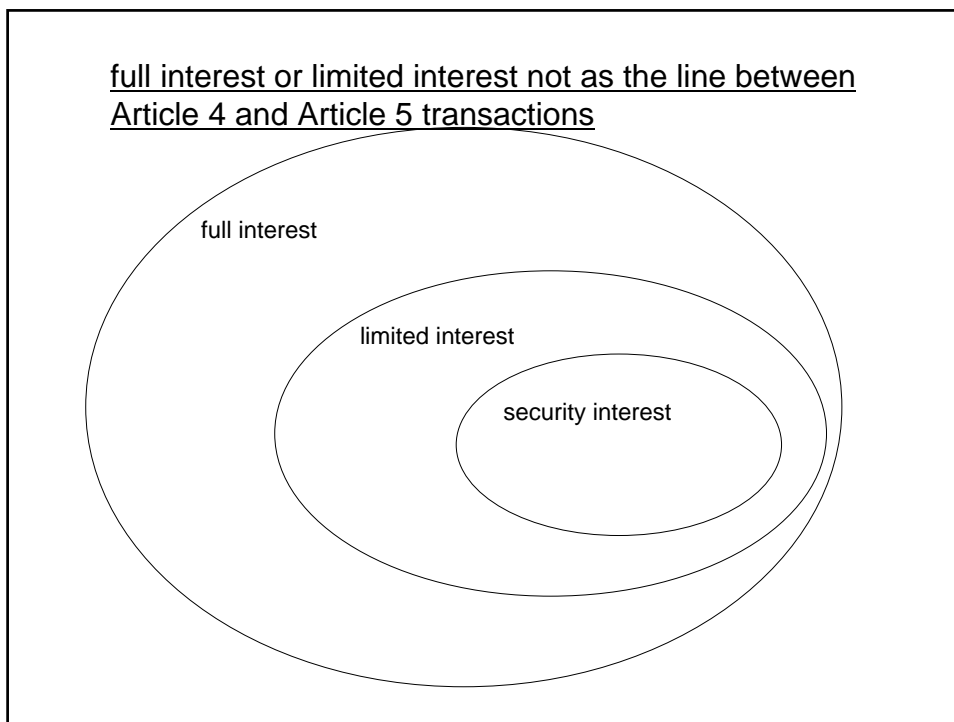 full interest or limited interest not as the line between
Article 4 and Article 5 transactions
full interest
limited interest
security interest